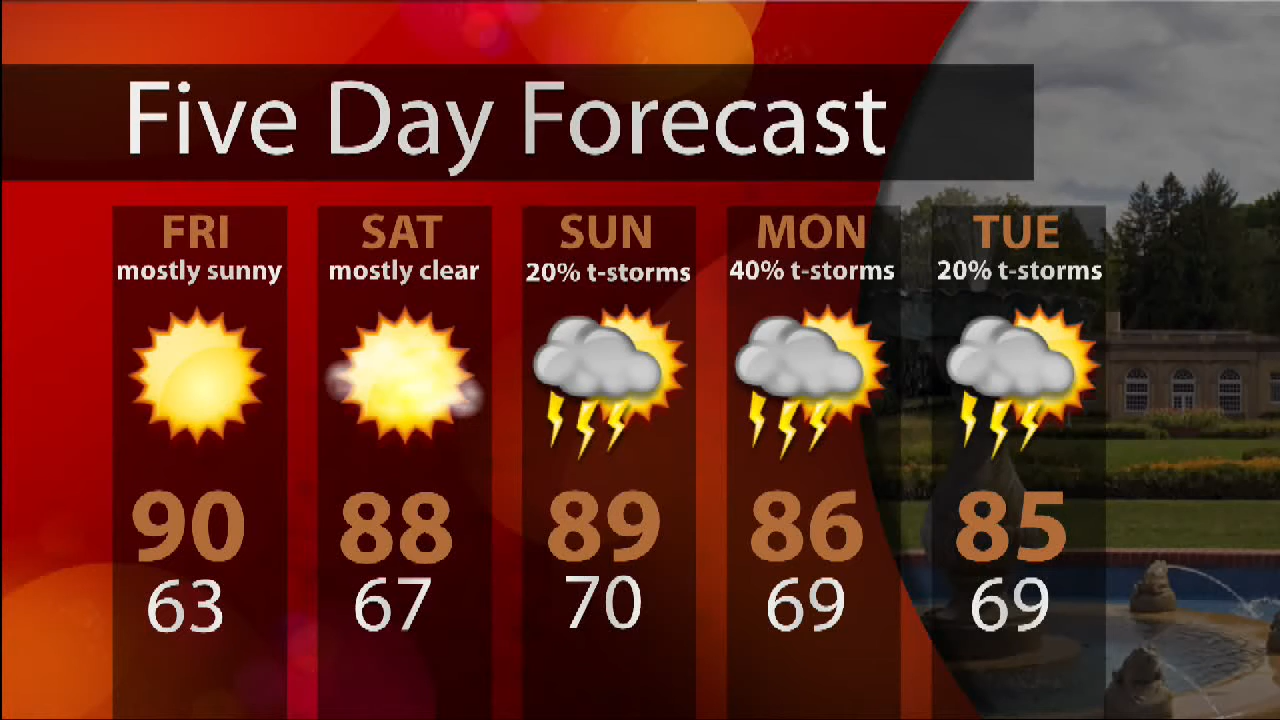 Five Day Forecast
FRI
mostly sunny
90
63
SAT
mostly clear
88
67
SUN
20% t-storms
89
70
MON
40% t-storms
86
69
TUE
20% t-storms
85
69